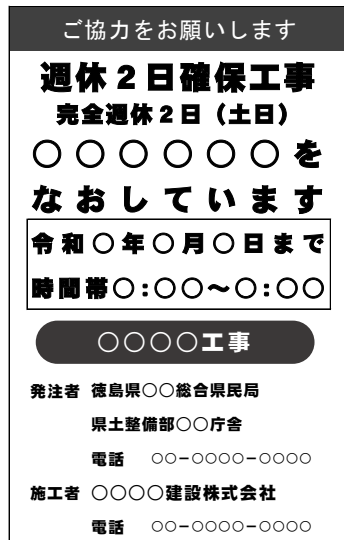 ご協力をお願いします
週休２日確保工事
完全週休２日（土日）
○○○○○○○を
なおしています
令和○年○月○日まで
時間帯○:○○～○:○○
○○○○工事
発注者 徳島県○○総合県民局
県土整備部○○庁舎
電話 ○○－○○○○－○○○○
施工者 ○○○○建設株式会社
電話 ○○－○○○○－○○○○